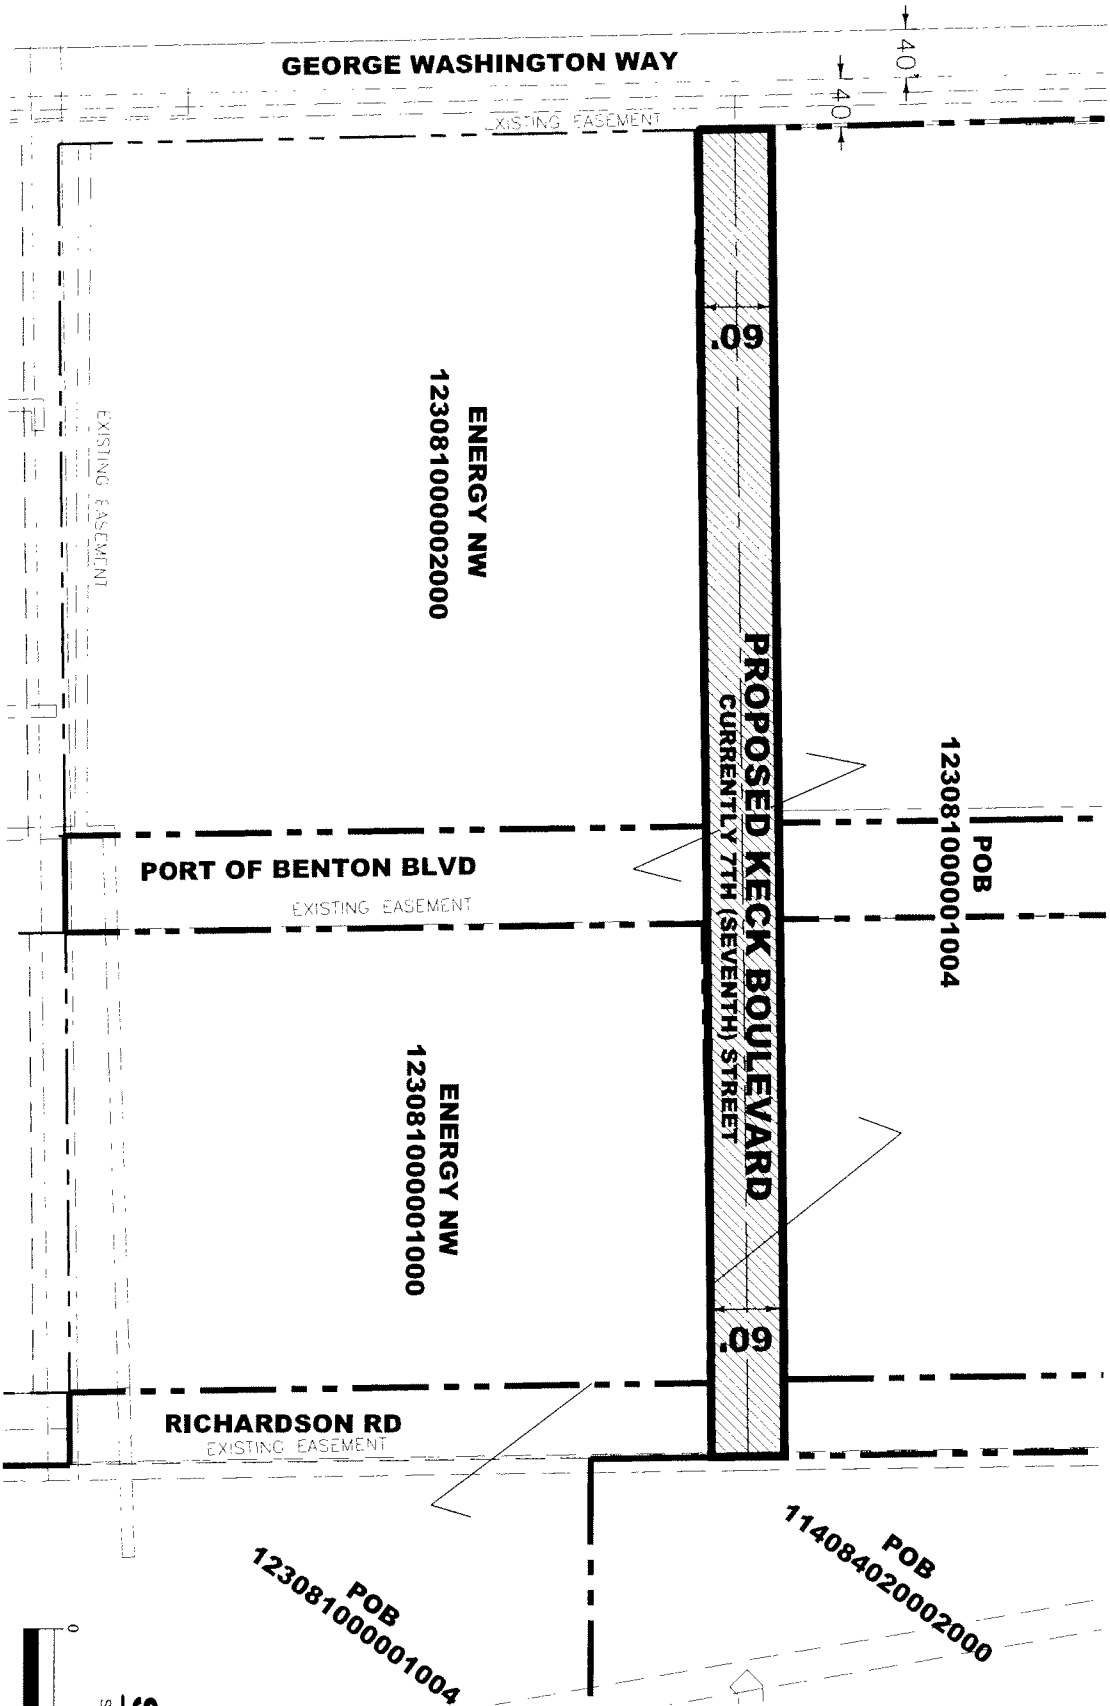 GEORGE WASHINGTON WAY
40'
40'
EXISTING EASEMENT
60'
ENERGY NW
123081000002000
EXISTING EASEMENT
PROPOSED KECK BOULEVARD
CURRENTLY 7TH (SEVENTH) STREET
POB
123081000001004
PORT OF BENTON BLVD
EXISTING EASEMENT
ENERGY NW
123081000001000
60'
RICHARDSON RD
EXISTING EASEMENT
POB
123081000001004
POB
114084020002000
0